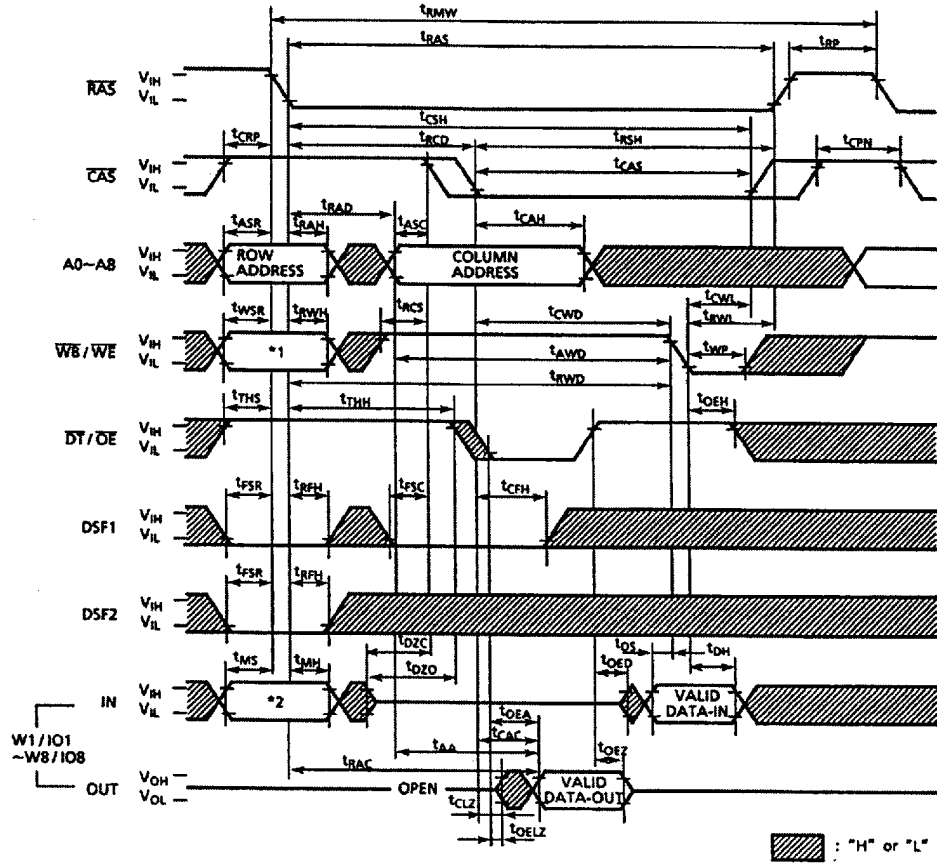 tRMW
tRAS
tRP
RAS
VIH
VIL
tCSH
tCRP
tRCD
tRSH
tCPN
CAS
VIH
VIL
tCAS
tRAD
tASR
tRAH
tASC
tCAH
A0~A8
VIH
VIL
ROW ADDRESS
COLUMN ADDRESS
tWSR
tRWH
tRCS
tCWD
tCWL
tRWL
WB/WE
VIH
VIL
*1
tAWD
tWP
tRWD
tTHS
tTHH
tOEH
DT/OE
VIH
VIL
tFSR
tRFH
tFSC
tCFH
DSF1
VIH
VIL
tFSR
tRFH
DSF2
VIH
VIL
tDZC
tMS
tMH
tDZO
tOED
tDS
tDH
IN
VIH
VIL
*2
VALID DATA-IN
W1/IO1
~W8/IO8
tOEA
tCAC
tAA
tOEZ
tRAC
OUT
VOH
VOL
OPEN
VALID DATA-OUT
tCLZ
tOELZ
: "H" or "L"